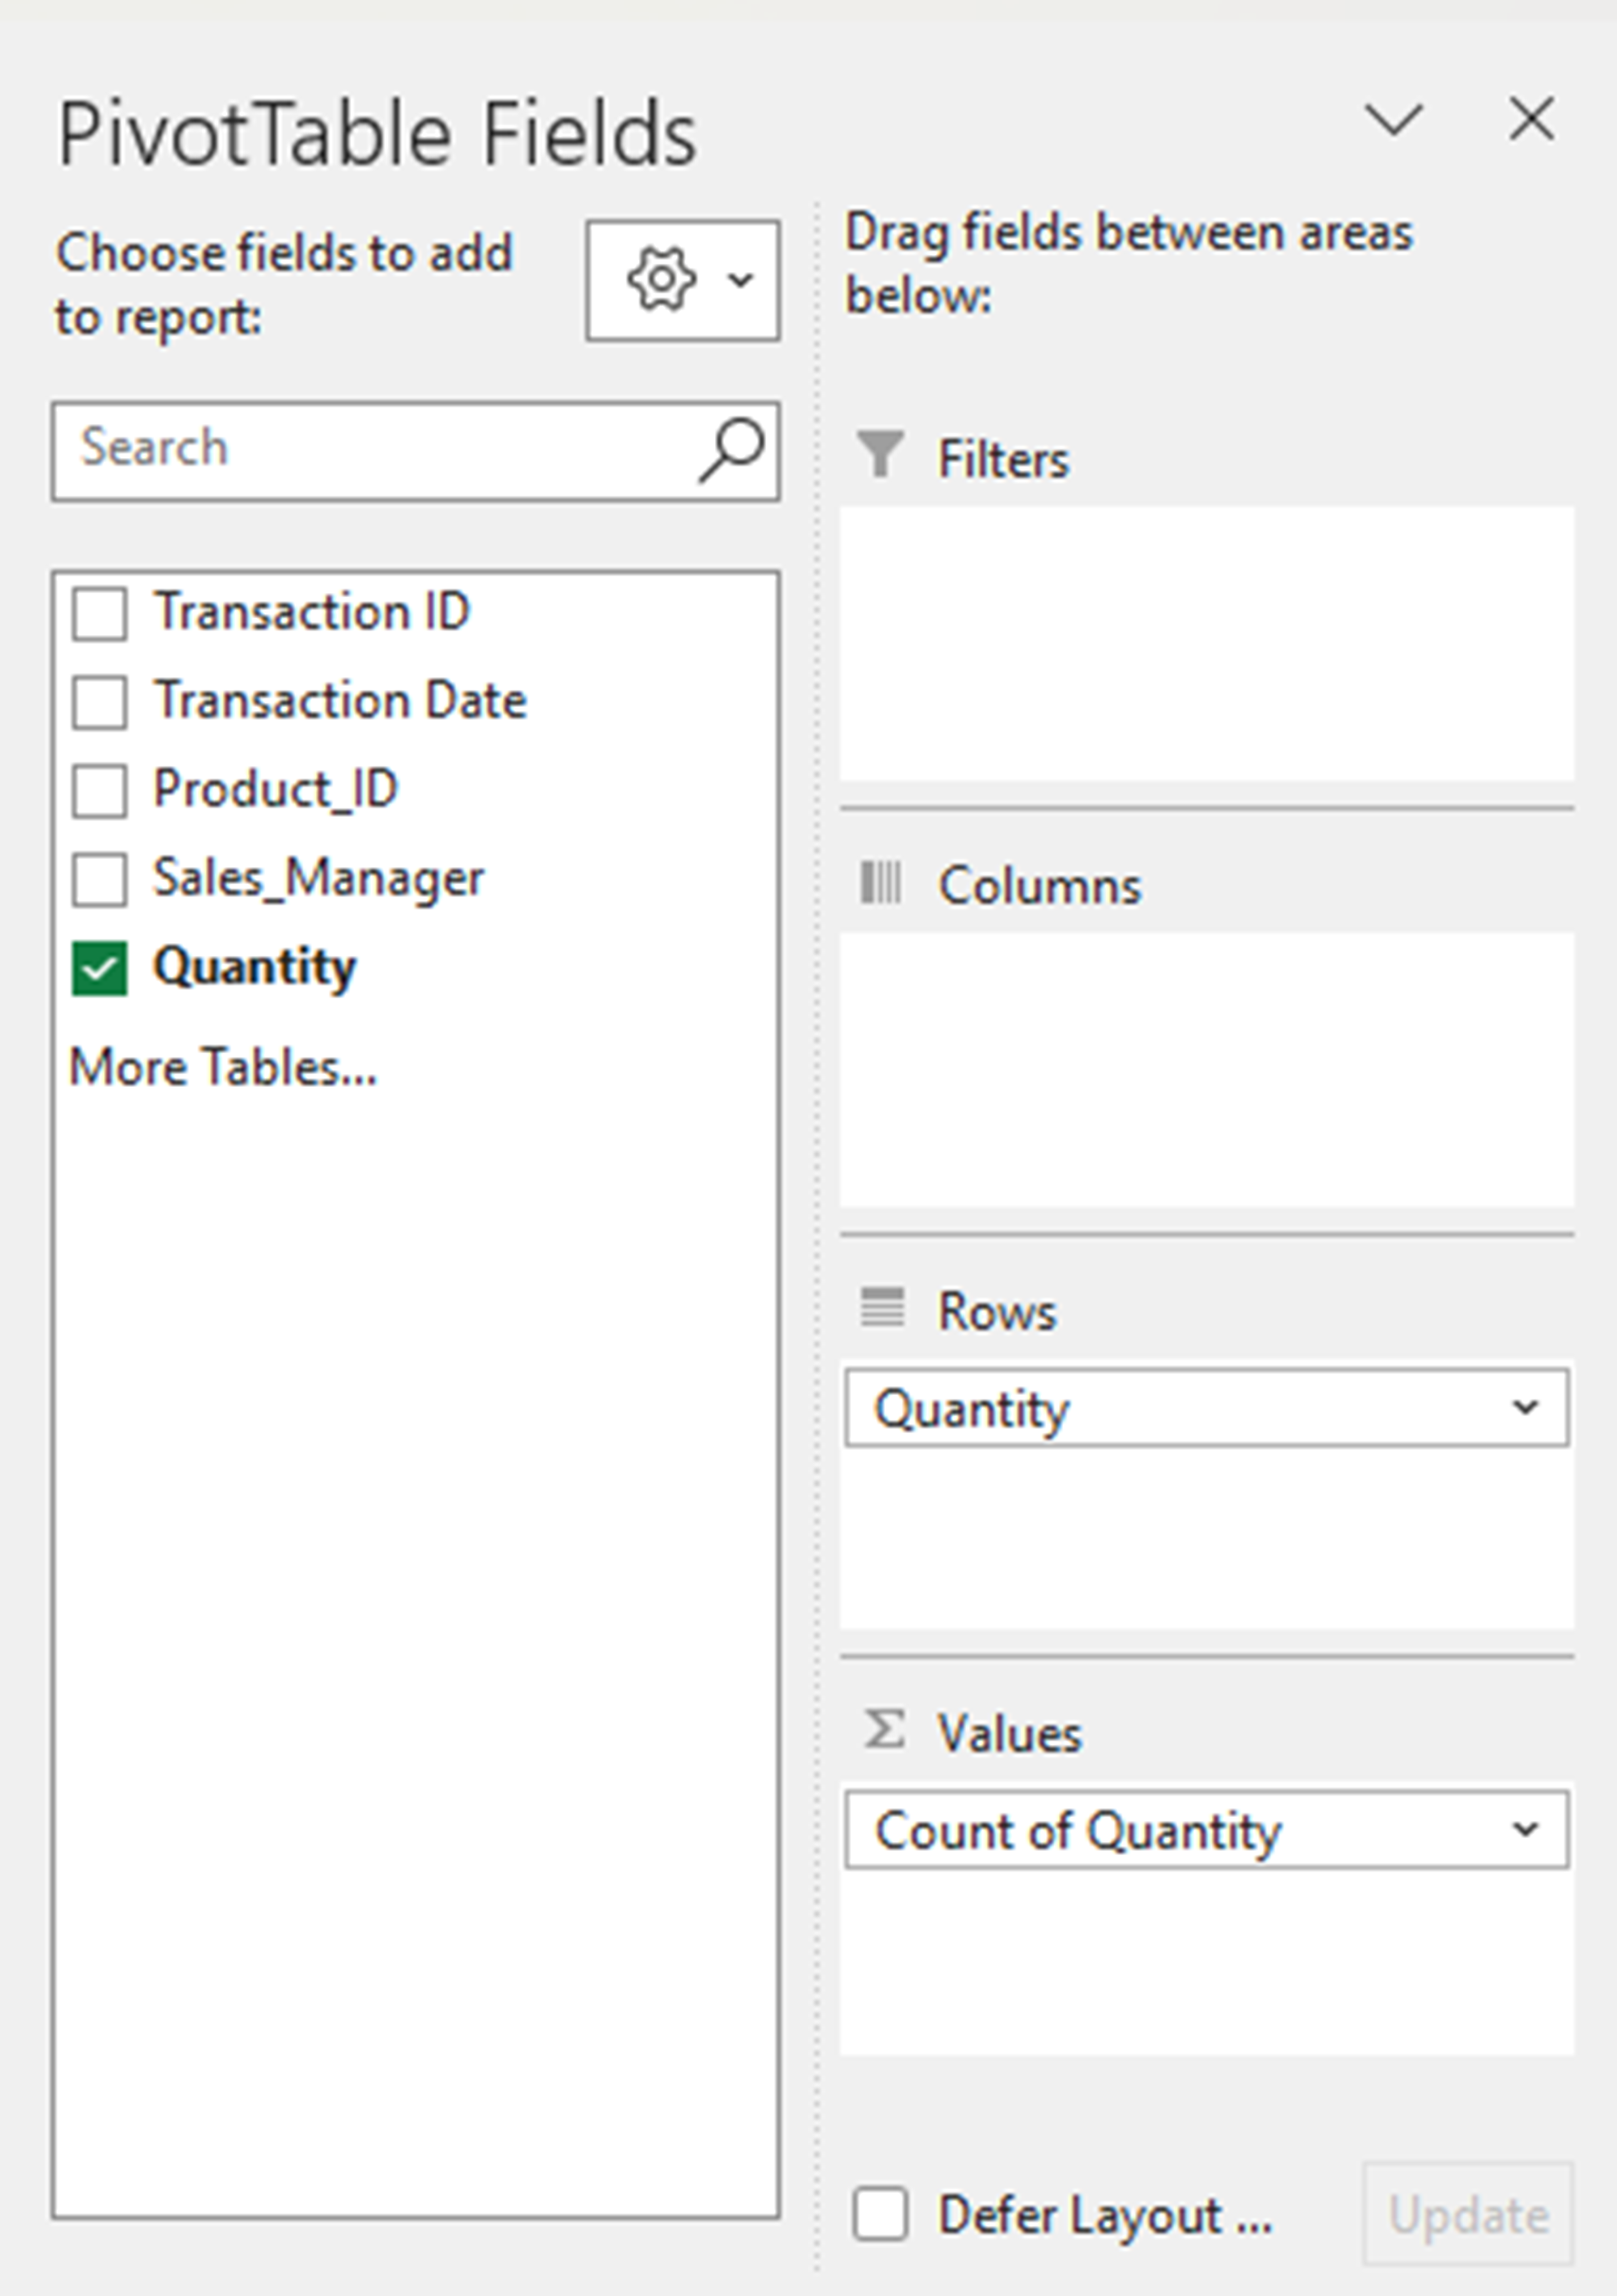 PivotTable Fields
Choose fields to add
to report:
Search
Transaction ID
Transaction Date
Product_ID
Sales_Manager
Quantity
More Tables...
Drag fields between areas
below:
Filters
Columns
Rows
Quantity
Σ Values
Count of Quantity
Defer Layout ...
Update